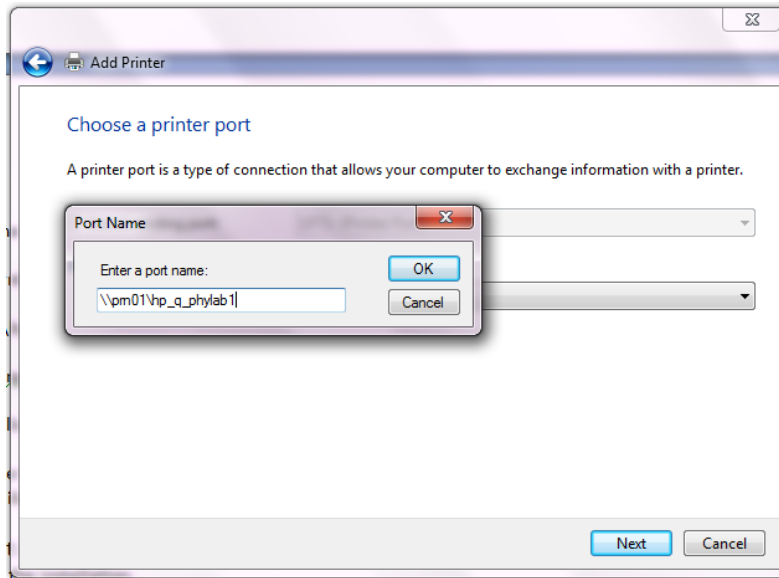 Add Printer
Choose a printer port
A printer port is a type of connection that allows your computer to exchange information with a printer.
Port Name
Enter a port name:
OK
\\pm01\hp_q_phylab1
Cancel
Next
Cancel